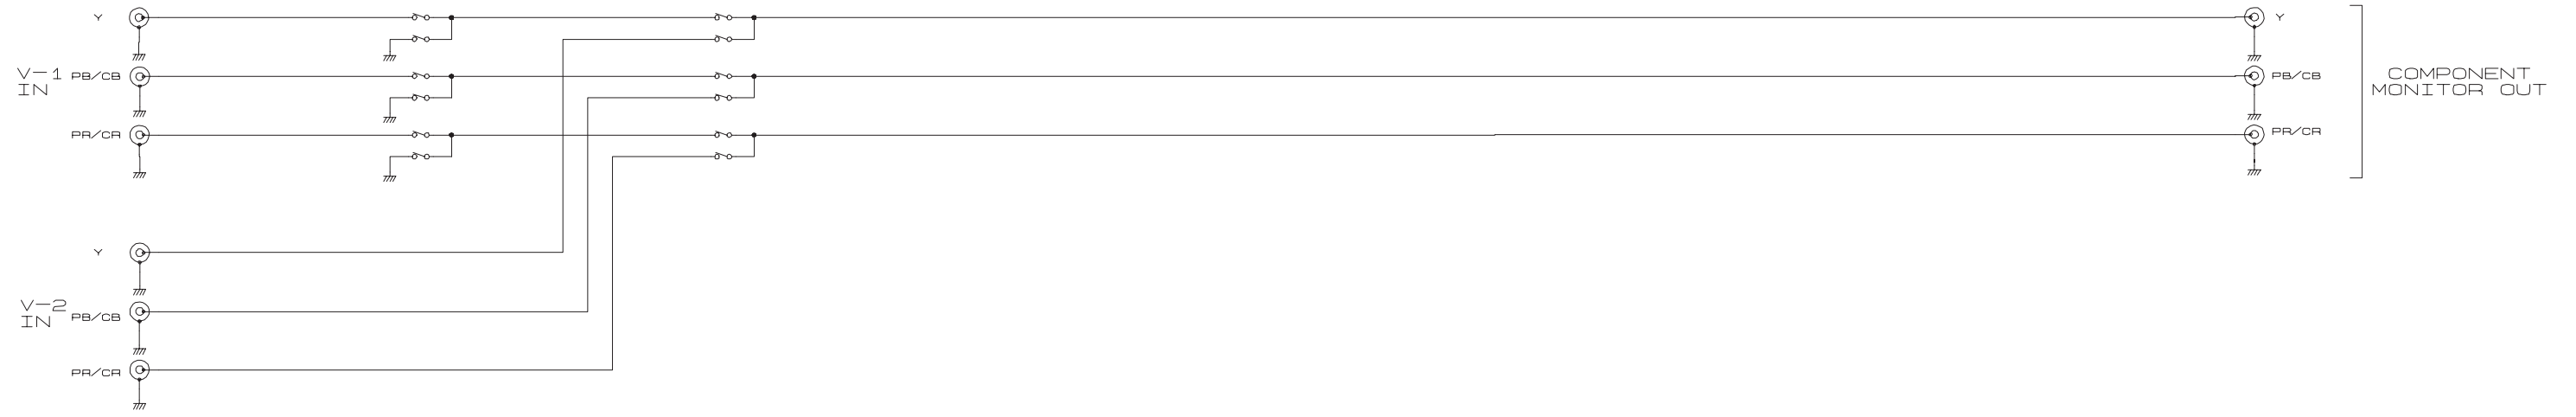 Y
V-1
IN
PB/CB
PR/CR
Y
V-2
IN
PB/CB
PR/CR
Y
PB/CB
PR/CR
COMPONENT
MONITOR OUT